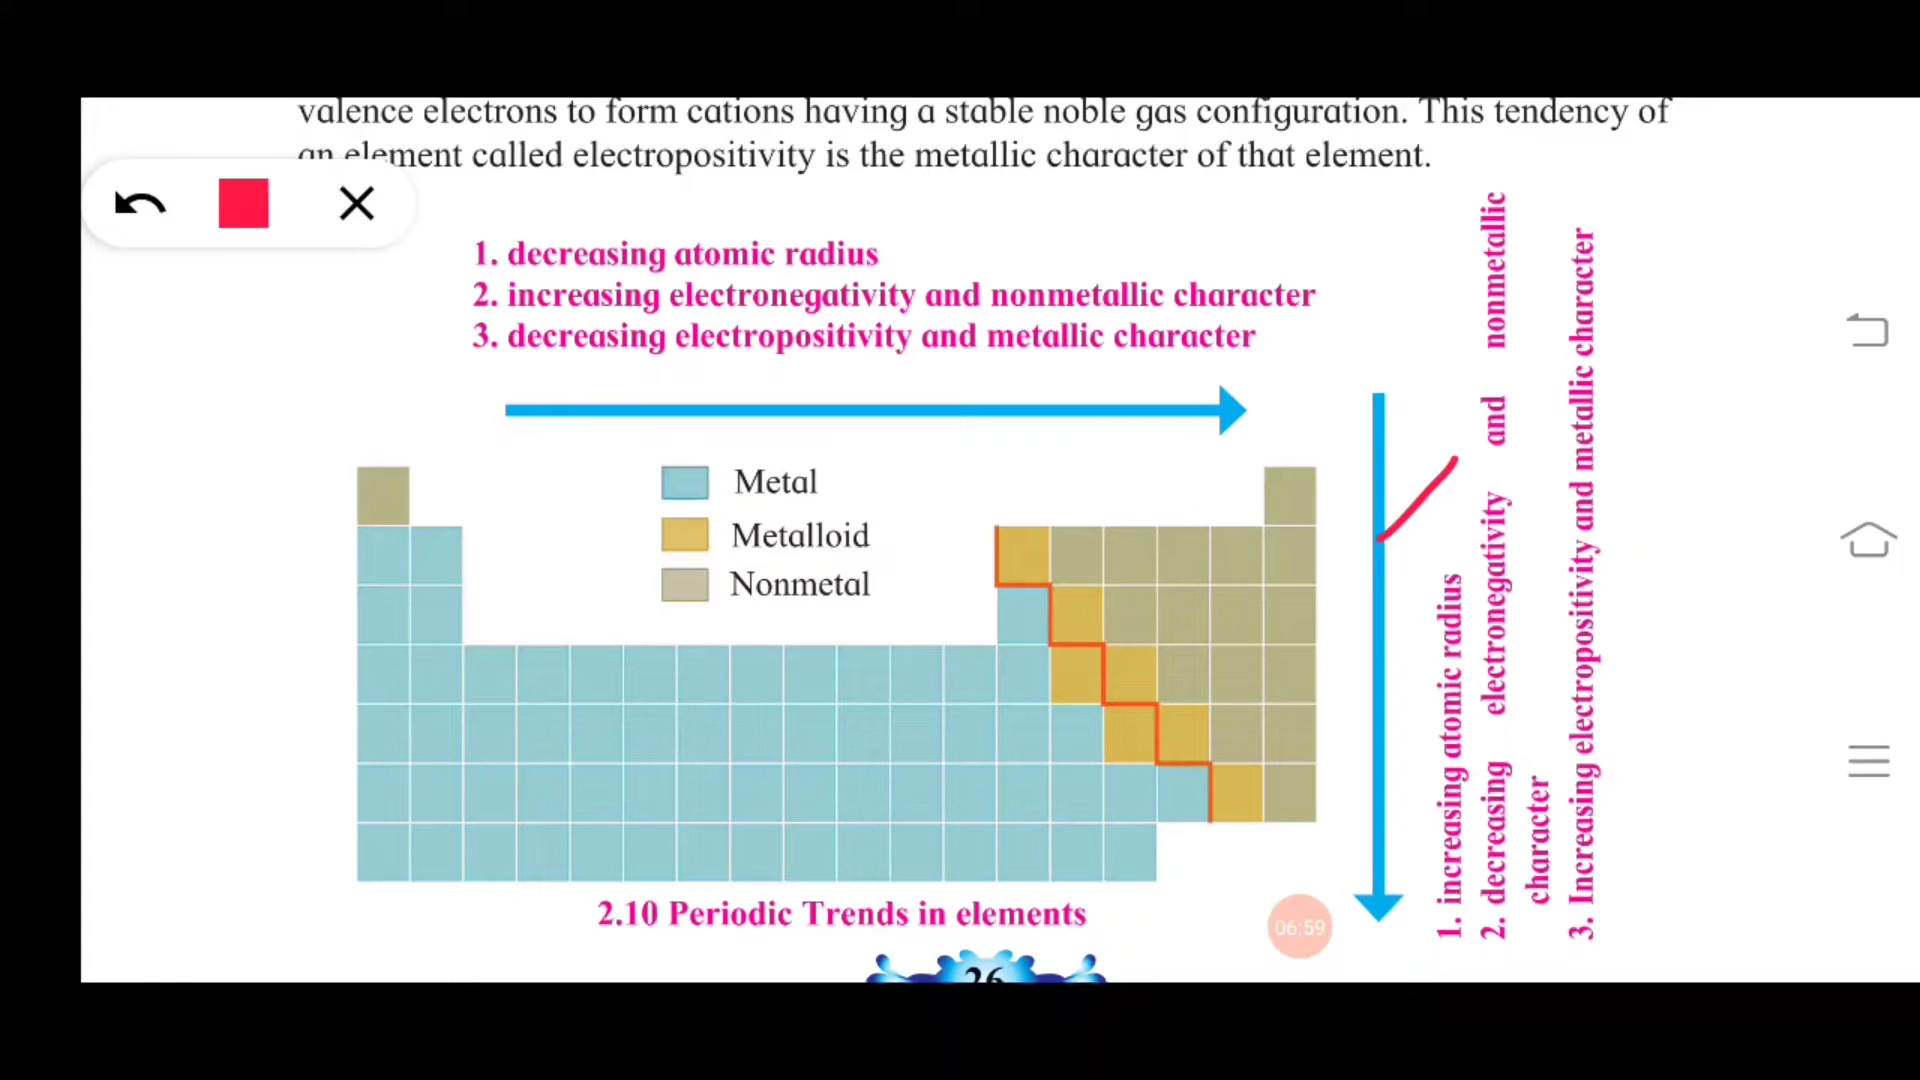 valence electrons to form cations having a stable noble gas configuration. This tendency of
an element called electropositivity is the metallic character of that element.
1. decreasing atomic radius
2. increasing electronegativity and nonmetallic character
3. decreasing electropositivity and metallic character
Metal
Metalloid
Nonmetal
1. increasing atomic radius
2. decreasing electronegativity and nonmetallic
character
3. Increasing electropositivity and metallic character
2.10 Periodic Trends in elements
06:59
26